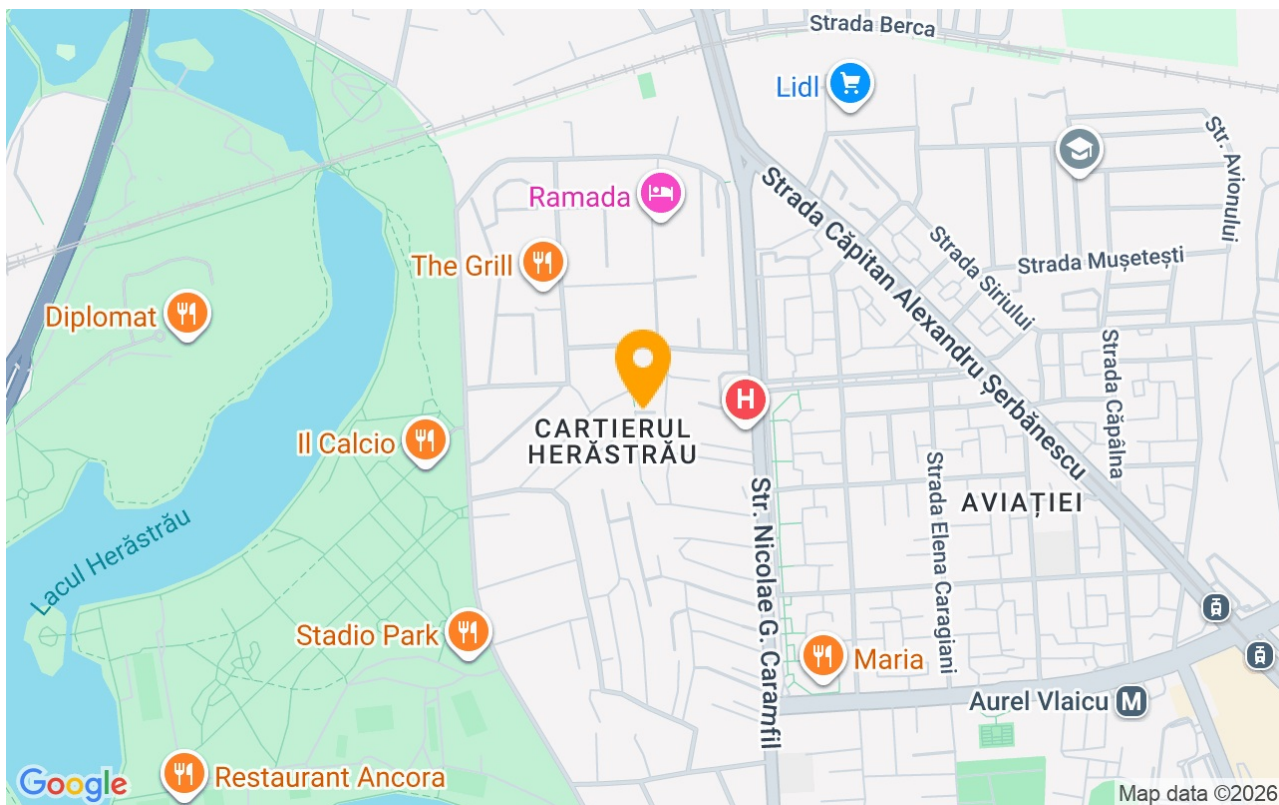 Strada Berca
Lidl
Str. Avionului
Ramada
Strada Căpitan Alexandru Șerbănescu
The Grill
Strada Siriului
Strada Mușetești
Diplomat
Strada Căpâlna
H
CARTIERUL
HERĂSTRĂU
Il Calcio
Strada Elena Caragiani
AVIAȚIEI
Str. Nicolae G. Caramfil
Lacul Herăstrău
Stadio Park
Maria
Aurel Vlaicu M
Restaurant Ancora
Google
Map data ©2026